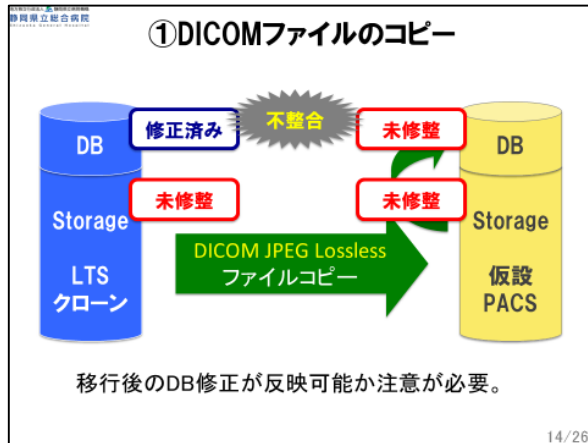 静岡県立総合病院
Shizuoka General Hospital
①DICOMファイルのコピー
DB
修正済み
不整合
未修整
DB
未修整
未修整
Storage
Storage
DICOM JPEG Lossless
ファイルコピー
LTS
クローン
仮設
PACS
移行後のDB修正が反映可能か注意が必要。
14/26